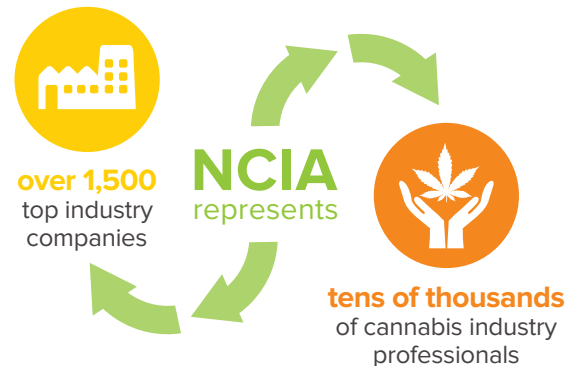 over 1,500
top industry
companies
NCIA
represents
tens of thousands
of cannabis industry
professionals